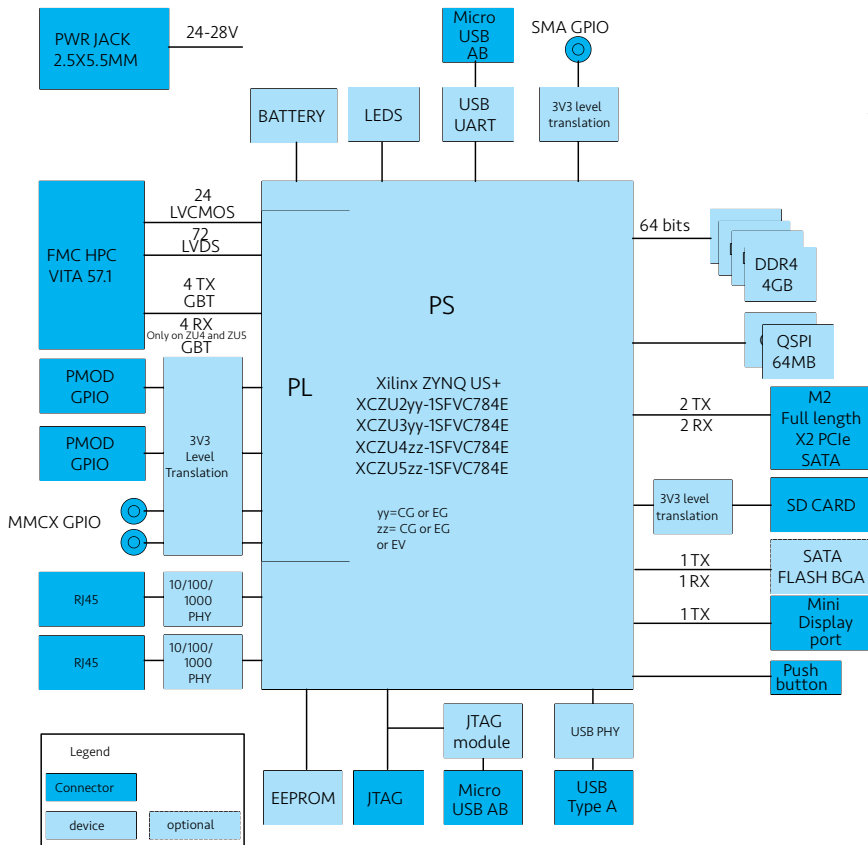 PWR JACK
2.5X5.5MM
24-28V
Micro
USB
AB
SMA GPIO
BATTERY
LEDS
USB
UART
3V3 level
translation
FMC HPC
VITA 57.1
24
LVCMOS
72
LVDS
4 TX
GBT
4 RX
Only on ZU4 and ZU5
GBT
64 bits
DDR4
4GB
QSPI
64MB
PS
PL
Xilinx ZYNQ US+
XCZU2yy-1SFVC784E
XCZU3yy-1SFVC784E
XCZU4zz-1SFVC784E
XCZU5zz-1SFVC784E
yy=CG or EG
zz= CG or EG
or EV
PMOD
GPIO
PMOD
GPIO
3V3
Level
Translation
MMCX GPIO
2 TX
2 RX
M2
Full length
X2 PCIe
SATA
3V3 level
translation
SD CARD
1 TX
1 RX
SATA
FLASH BGA
1 TX
Mini
Display
port
Push
button
RJ45
10/100/
1000
PHY
RJ45
10/100/
1000
PHY
JTAG
module
USB PHY
EEPROM
JTAG
Micro
USB AB
USB
Type A
Legend
Connector
device
optional